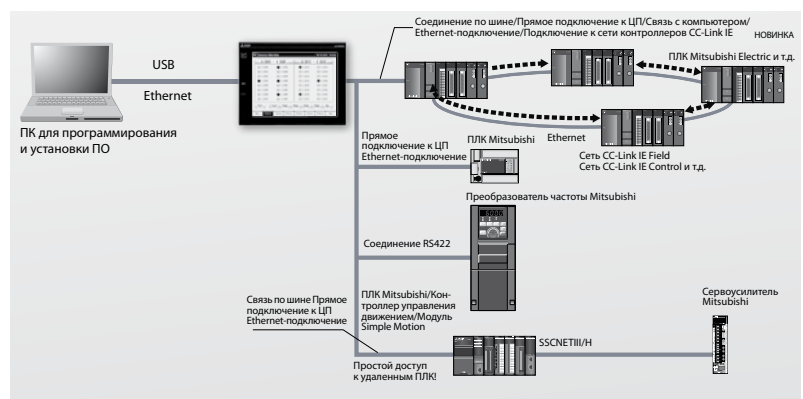 Соединение по шине/Прямое подключение к ЦП/Связь с компьютером/
Ethernet-подключение/Подключение к сети контроллеров CC-Link IE
НОВИНКА
USB
Ethernet
ПЛК Mitsubishi Electric и т.д.
ПК для программирования
и установки ПО
Прямое
подключение к ЦП
Ethernet-подключение
ПЛК Mitsubishi
Ethernet
Сеть CC-Link IE Field
Сеть CC-Link IE Control и т.д.
Преобразователь частоты Mitsubishi
Соединение RS422
Связь по шине Прямое
подключение к ЦП
Ethernet-подключение
ПЛК Mitsubishi/Кон-
троллер управления
движением/Модуль
Simple Motion
Сервоусилитель
Mitsubishi
SSCNETIII/H
Простой доступ
к удаленным ПЛК!